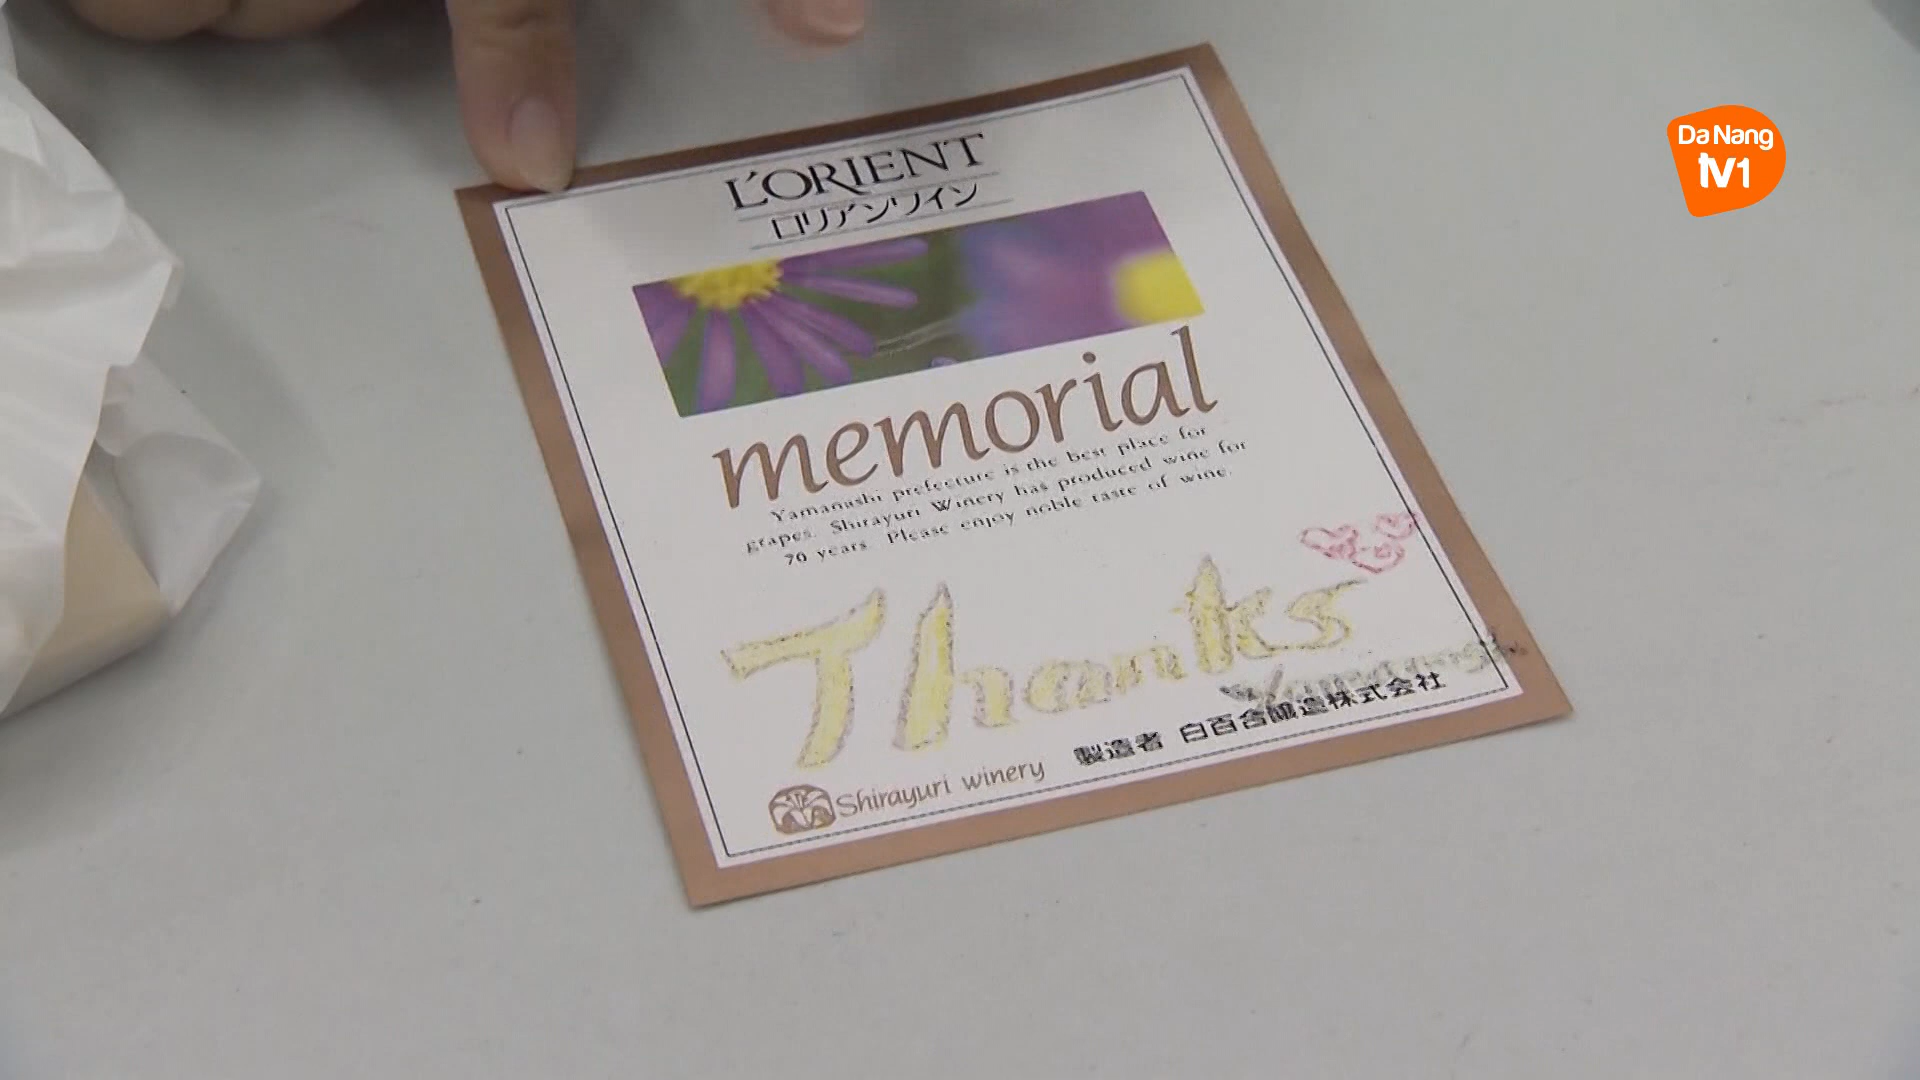 Da Nang
tv1
L'ORIENT
ロリアンワイン
memorial
Yamanashi prefecture is the best place for
grapes. Shirayuri Winery has produced wine for
70 years. Please enjoy noble taste of wine.
Thanks
製造者 白百合醸造株式会社
Shirayuri winery